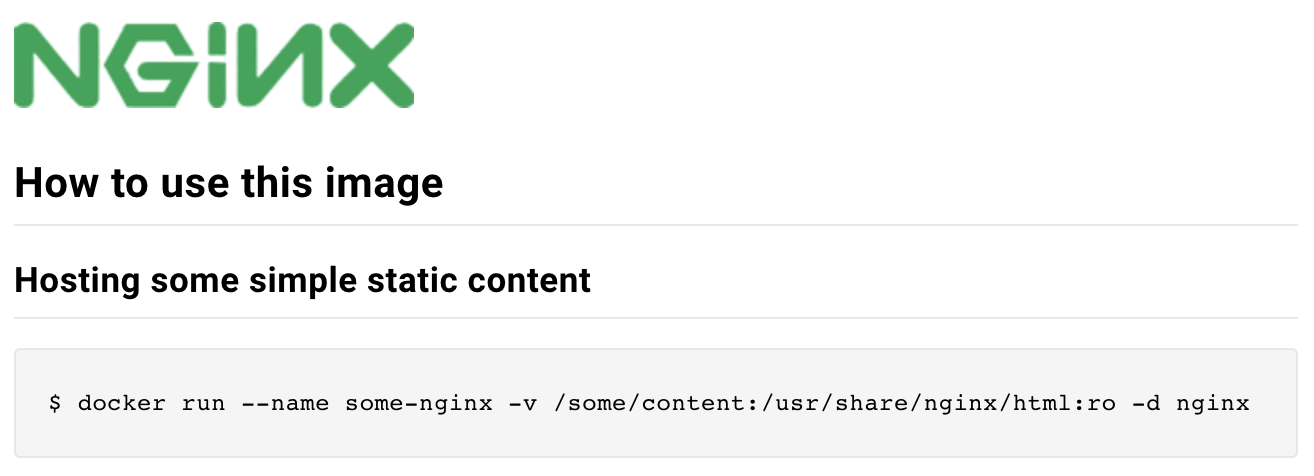 NGINX
How to use this image
Hosting some simple static content
$ docker run --name some-nginx -v /some/content:/usr/share/nginx/html:ro -d nginx